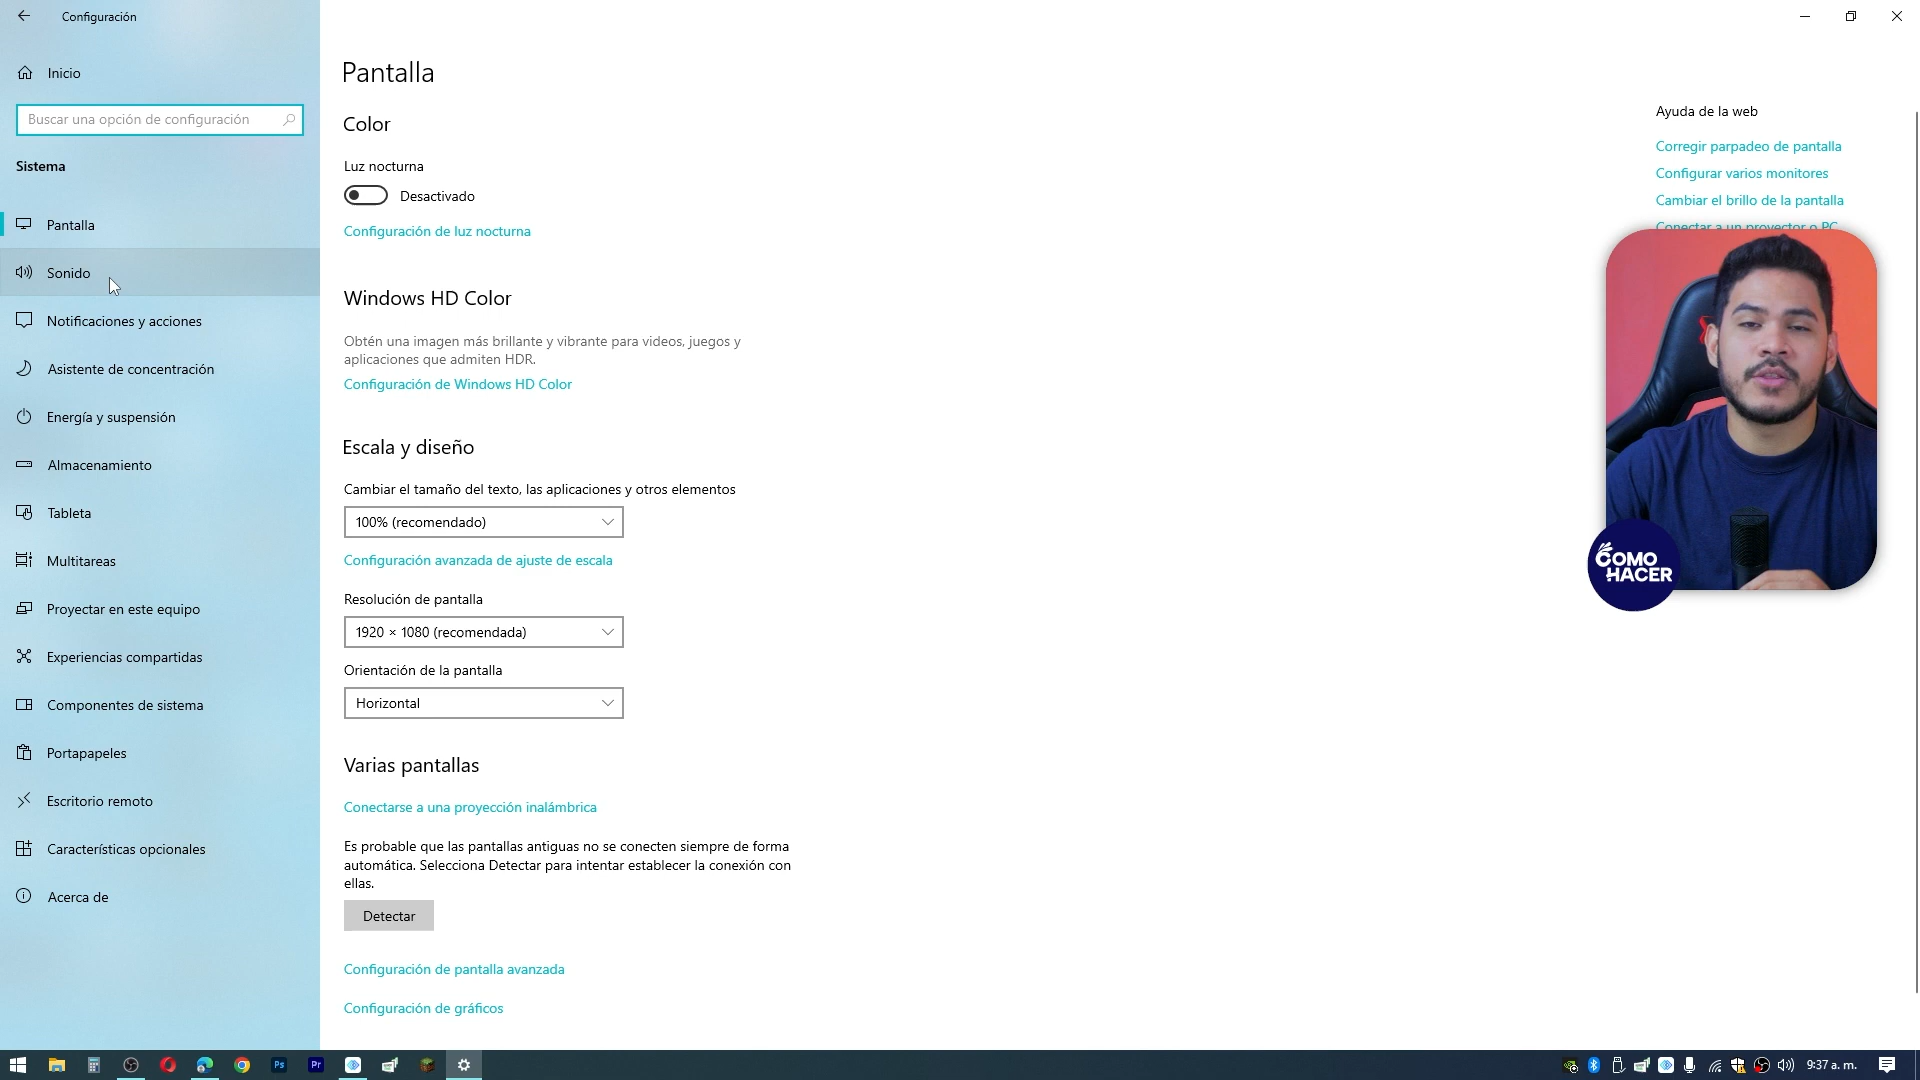 Configuración
Inicio
Buscar una opción de configuración
Sistema
Pantalla
Sonido
Notificaciones y acciones
Asistente de concentración
Energía y suspensión
Almacenamiento
Tableta
Multitareas
Proyectar en este equipo
Experiencias compartidas
Componentes de sistema
Portapapeles
Escritorio remoto
Características opcionales
Acerca de
Pantalla
Color
Luz nocturna
Desactivado
Configuración de luz nocturna
Windows HD Color
Obtén una imagen más brillante y vibrante para videos, juegos y
aplicaciones que admiten HDR.
Configuración de Windows HD Color
Escala y diseño
Cambiar el tamaño del texto, las aplicaciones y otros elementos
100% (recomendado)
Configuración avanzada de ajuste de escala
Resolución de pantalla
1920 × 1080 (recomendada)
Orientación de la pantalla
Horizontal
Varias pantallas
Conectarse a una proyección inalámbrica
Es probable que las pantallas antiguas no se conecten siempre de forma
automática. Selecciona Detectar para intentar establecer la conexión con
ellas.
Detectar
Configuración de pantalla avanzada
Configuración de gráficos
Ayuda de la web
Corregir parpadeo de pantalla
Configurar varios monitores
Cambiar el brillo de la pantalla
Conectar a un proyector o PC
COMO
HACER
Ps
Pr
9:37 a. m.